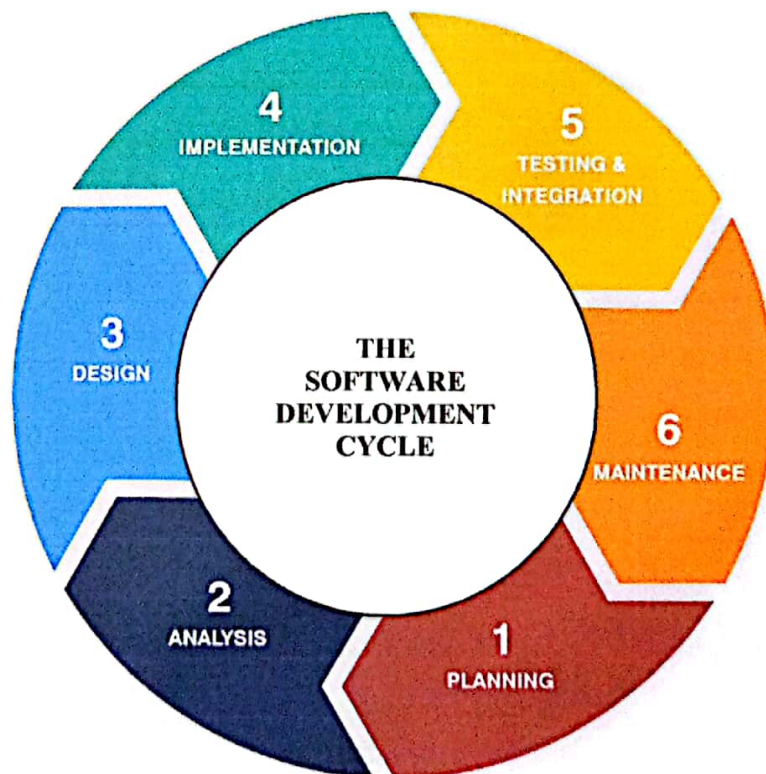 THE
SOFTWARE
DEVELOPMENT
CYCLE
1
PLANNING
2
ANALYSIS
3
DESIGN
4
IMPLEMENTATION
5
TESTING &
INTEGRATION
6
MAINTENANCE